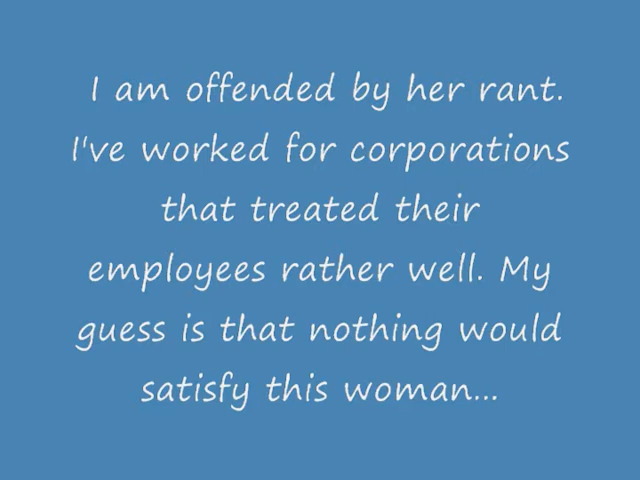 I am offended by her rant.
I've worked for corporations
that treated their
employees rather well. My
guess is that nothing would
satisfy this woman...